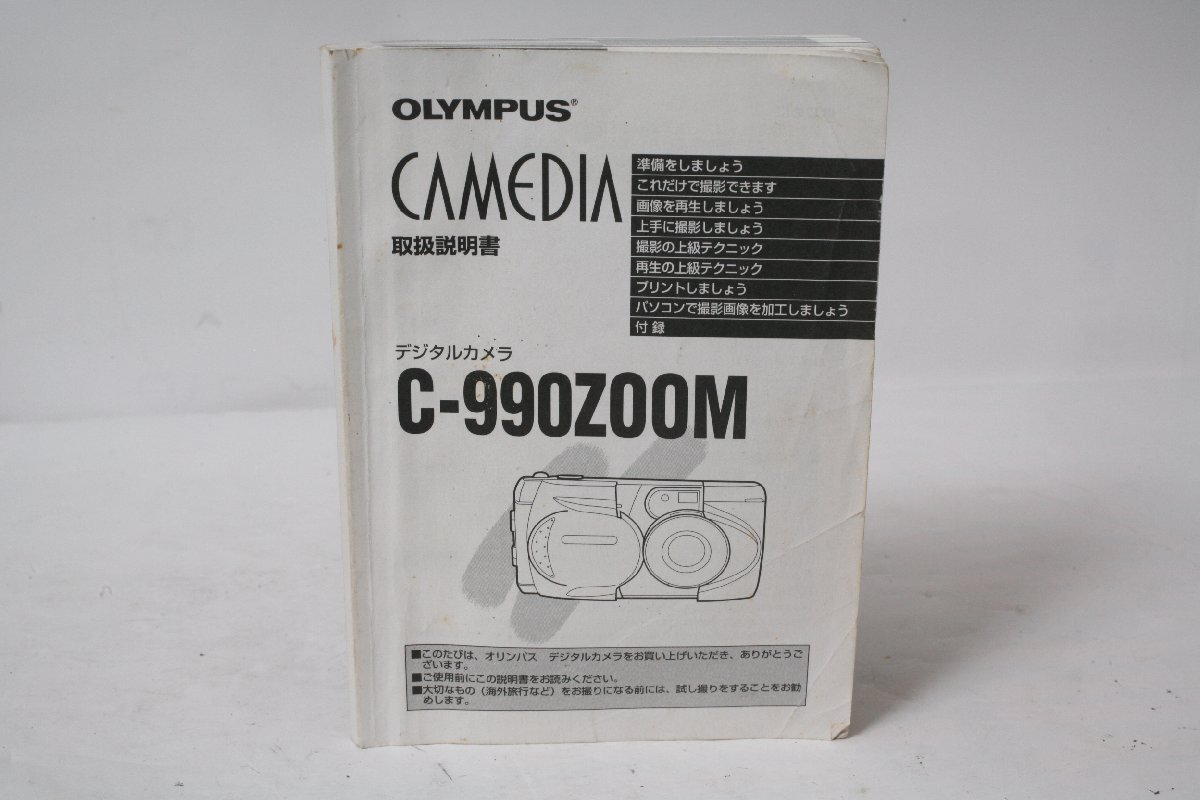 OLYMPUS®
CAMEDIA
取扱説明書
準備をしましょう
これだけで撮影できます
画像を再生しましょう
上手に撮影しましょう
撮影の上級テクニック
再生の上級テクニック
プリントしましょう
パソコンで撮影画像を加工しましょう
付録
デジタルカメラ
C-990ZOOM
■このたびは、オリンパス デジタルカメラをお買い上げいただき、ありがとうご
ざいます。
■ご使用前にこの説明書をお読みください。
■大切なもの（海外旅行など）をお撮りになる前には、試し撮りをすることをお勧
めします。